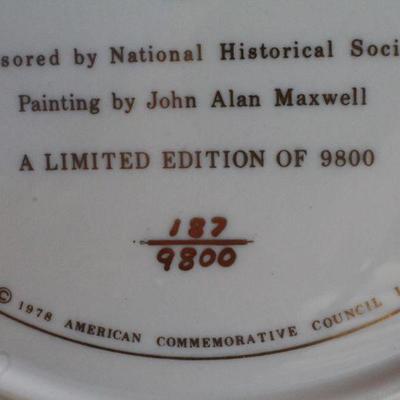 sored by National Historical Soci
Painting by John Alan Maxwell
A LIMITED EDITION OF 9800
187
9800
© 1978 AMERICAN COMMEMORATIVE COUNCIL